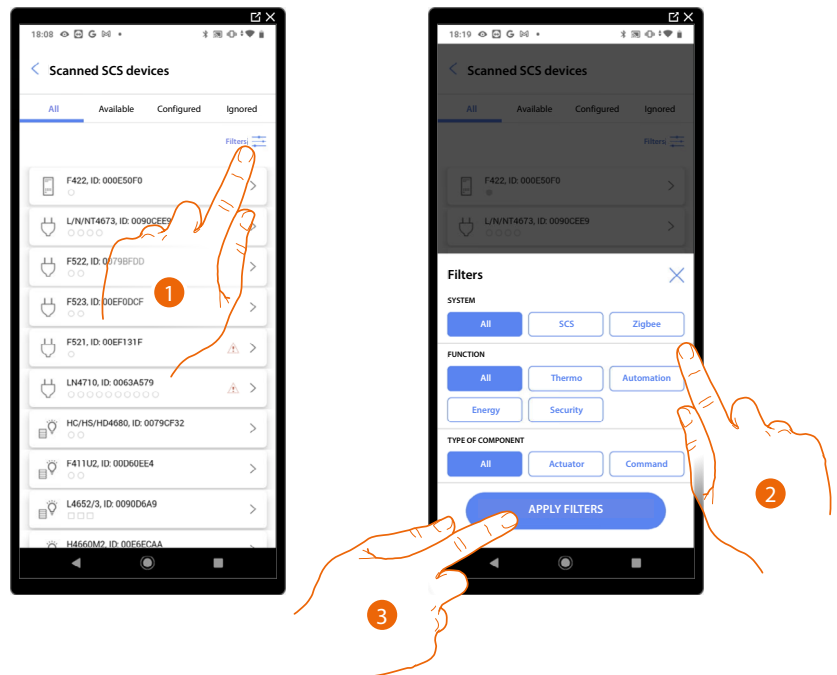 18:08
Scanned SCS devices
All Available Configured Ignored
Filters
F422, ID: 000E50F0
L/N/NT4673, ID: 0090CEE9
F522, ID: 0079BFDD
F523, ID: 00EF0DCF
F521, ID: 00EF131F
LN4710, ID: 0063A579
HC/HS/HD4680, ID: 0079CF32
F411U2, ID: 00D60EE4
L4652/3, ID: 0090D6A9
H4660M2, ID: 00E6ECAA
1
18:19
Scanned SCS devices
All Available Configured Ignored
Filters
F422, ID: 000E50F0
L/N/NT4673, ID: 0090CEE9
Filters
SYSTEM
All SCS Zigbee
FUNCTION
All Thermo Automation
Energy Security
TYPE OF COMPONENT
All Actuator Command
APPLY FILTERS
2
3